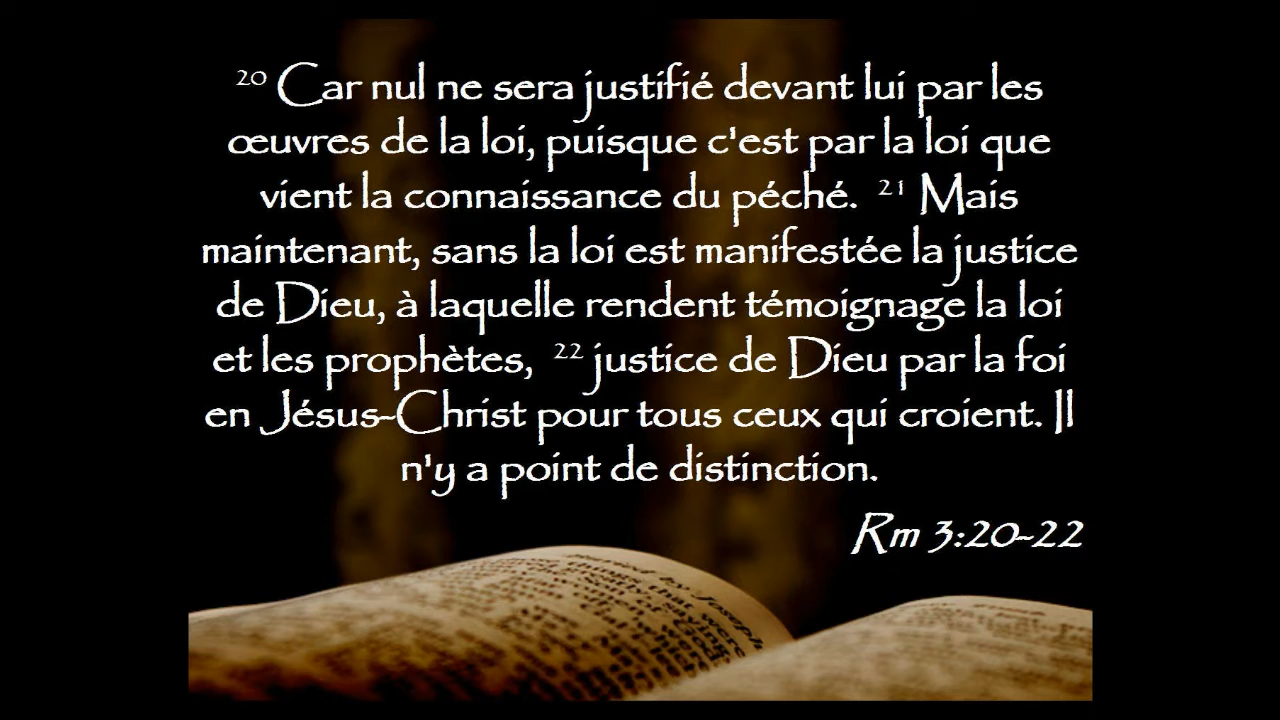 20 Car nul ne sera justifié devant lui par les
œuvres de la loi, puisque c'est par la loi que
vient la connaissance du péché. 21 Mais
maintenant, sans la loi est manifestée la justice
de Dieu, à laquelle rendent témoignage la loi
et les prophètes, 22 justice de Dieu par la foi
en Jésus-Christ pour tous ceux qui croient. Il
n'y a point de distinction.
Rm 3:20-22
things that were